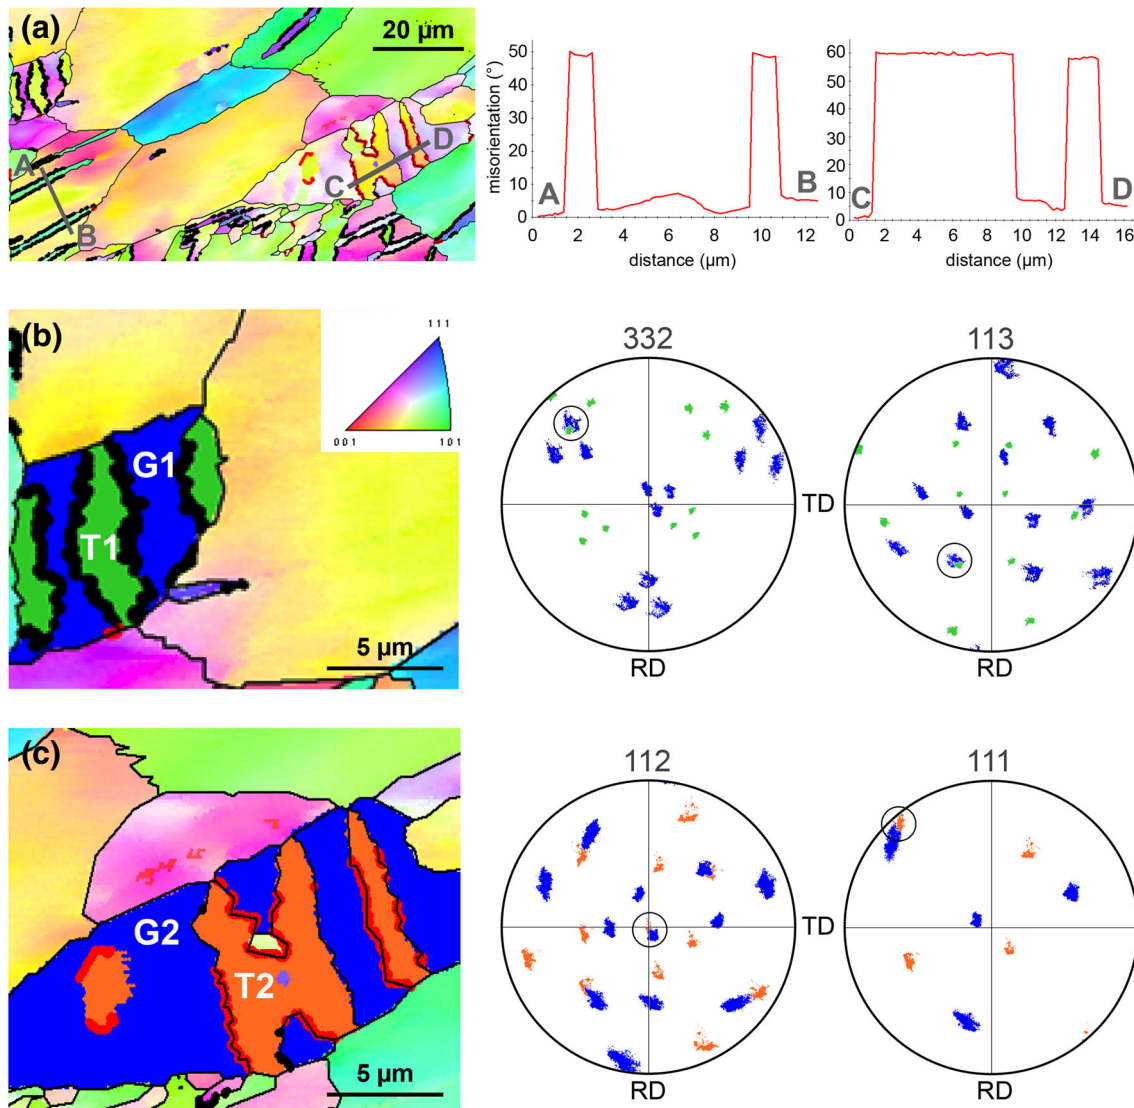 (a)
20 µm
A
B
C
D
misorientation (°)
50
40
30
20
10
0
A
B
0
2
4
6
8
10
12
distance (µm)
60
50
40
30
20
10
0
C
D
0
2
4
6
8
10
12
14
16
distance (µm)
(b)
G1
T1
5 µm
111
001
101
332
TD
RD
113
RD
(c)
G2
T2
5 µm
112
TD
RD
111
RD